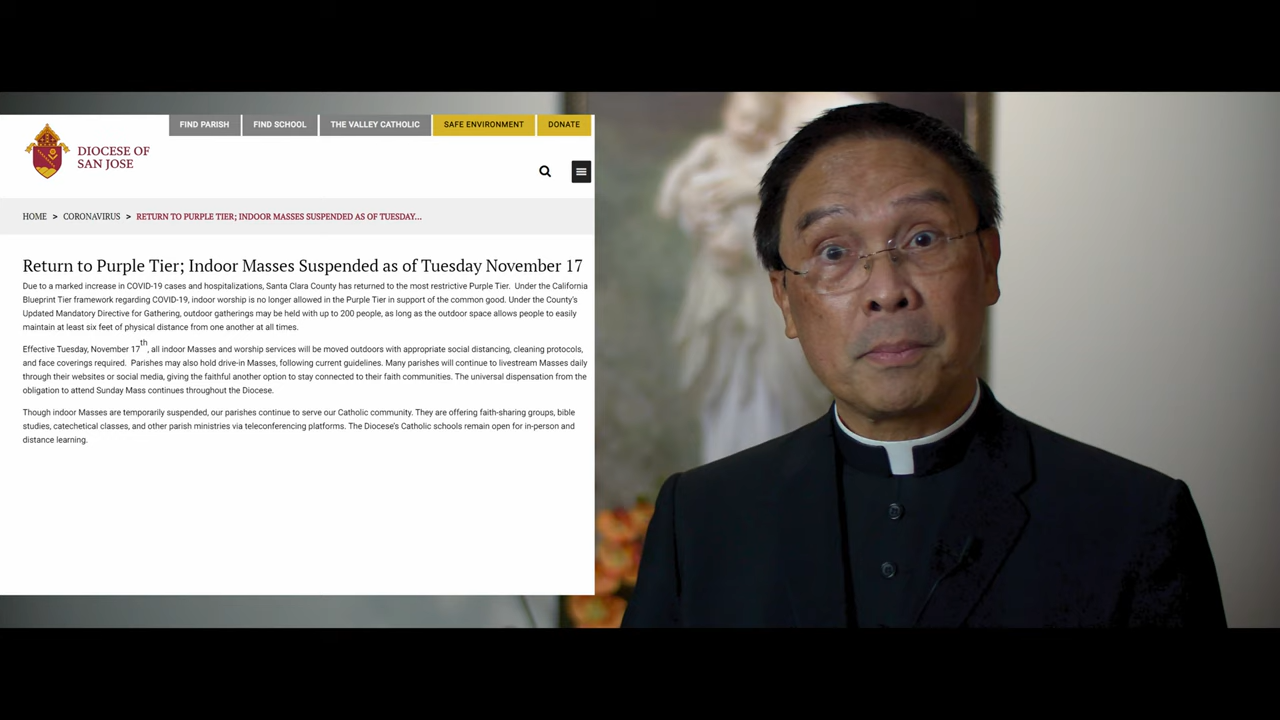 FIND PARISH
FIND SCHOOL
THE VALLEY CATHOLIC
SAFE ENVIRONMENT
DONATE
DIOCESE OF
SAN JOSE
HOME > CORONAVIRUS > RETURN TO PURPLE TIER; INDOOR MASSES SUSPENDED AS OF TUESDAY...
Return to Purple Tier; Indoor Masses Suspended as of Tuesday November 17
Due to a marked increase in COVID-19 cases and hospitalizations, Santa Clara County has returned to the most restrictive Purple Tier. Under the California
Blueprint Tier framework regarding COVID-19, indoor worship is no longer allowed in the Purple Tier in support of the common good. Under the County's
Updated Mandatory Directive for Gathering, outdoor gatherings may be held with up to 200 people, as long as the outdoor space allows people to easily
maintain at least six feet of physical distance from one another at all times.
Effective Tuesday, November 17th, all indoor Masses and worship services will be moved outdoors with appropriate social distancing, cleaning protocols,
and face coverings required. Parishes may also hold drive-in Masses, following current guidelines. Many parishes will continue to livestream Masses daily
through their websites or social media, giving the faithful another option to stay connected to their faith communities. The universal dispensation from the
obligation to attend Sunday Mass continues throughout the Diocese.
Though indoor Masses are temporarily suspended, our parishes continue to serve our Catholic community. They are offering faith-sharing groups, bible
studies, catechetical classes, and other parish ministries via teleconferencing platforms. The Diocese's Catholic schools remain open for in-person and
distance learning.